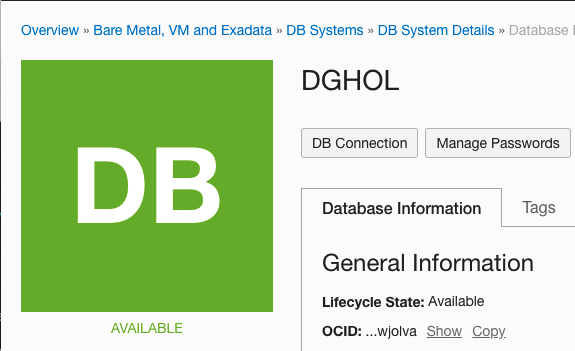 Overview » Bare Metal, VM and Exadata » DB Systems » DB System Details » Database
DB
AVAILABLE
DGHOL
DB Connection Manage Passwords
Database Information Tags
General Information
Lifecycle State: Available
OCID: ...wjolva Show Copy